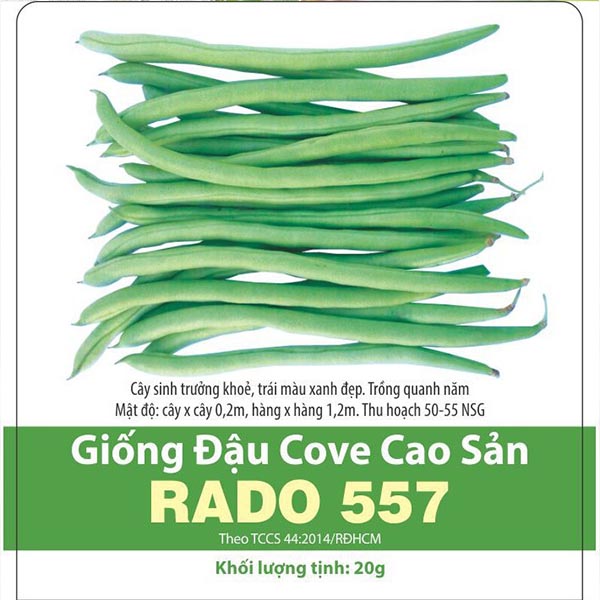 Cây sinh trưởng khoẻ, trái màu xanh đẹp. Trồng quanh năm
Mật độ: cây x cây 0,2m, hàng x hàng 1,2m. Thu hoạch 50-55 NSG
Giống Đậu Cove Cao Sản
RADO 557
Theo TCCS 44:2014/RĐHCM
Khối lượng tịnh: 20g